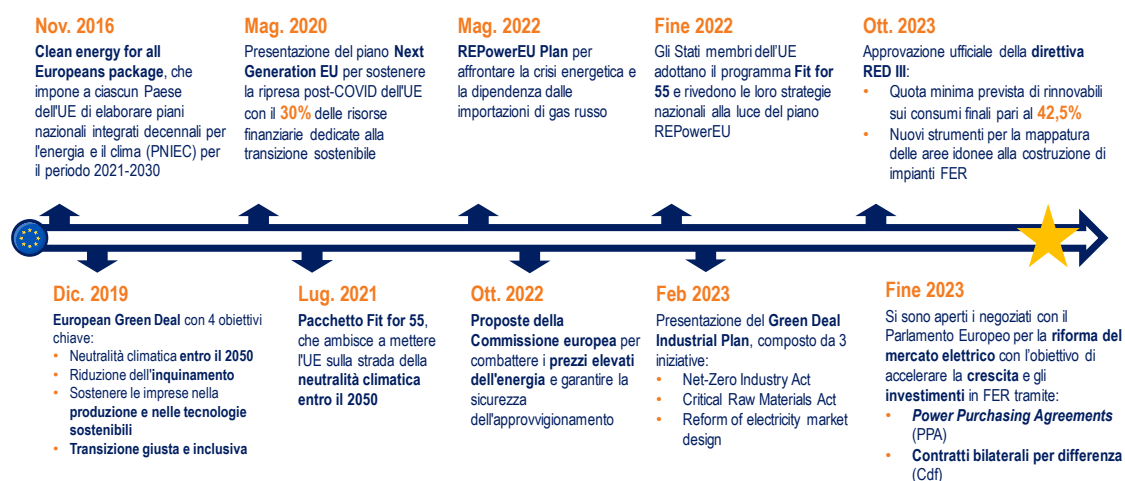 Nov. 2016
Clean energy for all
Europeans package, che
impone a ciascun Paese
dell'UE di elaborare piani
nazionali integrati decennali per
l'energia e il clima (PNIEC) per
il periodo 2021-2030
Mag. 2020
Presentazione del piano Next
Generation EU per sostenere
la ripresa post-COVID dell'UE
con il 30% delle risorse
finanziarie dedicate alla
transizione sostenibile
Mag. 2022
REPowerEU Plan per
affrontare la crisi energetica e
la dipendenza dalle
importazioni di gas russo
Fine 2022
Gli Stati membri dell'UE
adottano il programma Fit for
55 e rivedono le loro strategie
nazionali alla luce del piano
REPowerEU
Ott. 2023
Approvazione ufficiale della direttiva
RED III:
• Quota minima prevista di rinnovabili
sui consumi finali pari al 42,5%
• Nuovi strumenti per la mappatura
delle aree idonee alla costruzione di
impianti FER
Dic. 2019
European Green Deal con 4 obiettivi
chiave:
• Neutralità climatica entro il 2050
• Riduzione dell'inquinamento
• Sostenere le imprese nella
produzione e nelle tecnologie
sostenibili
• Transizione giusta e inclusiva
Lug. 2021
Pacchetto Fit for 55,
che ambisce a mettere
l'UE sulla strada della
neutralità climatica
entro il 2050
Ott. 2022
Proposte della
Commissione europea per
combattere i prezzi elevati
dell'energia e garantire la
sicurezza
dell'approvvigionamento
Feb 2023
Presentazione del Green Deal
Industrial Plan, composto da 3
iniziative:
• Net-Zero Industry Act
• Critical Raw Materials Act
• Reform of electricity market
design
Fine 2023
Si sono aperti i negoziati con il
Parlamento Europeo per la riforma del
mercato elettrico con l'obiettivo di
accelerare la crescita e gli
investimenti in FER tramite:
• Power Purchasing Agreements
(PPA)
• Contratti bilaterali per differenza
(Cdf)